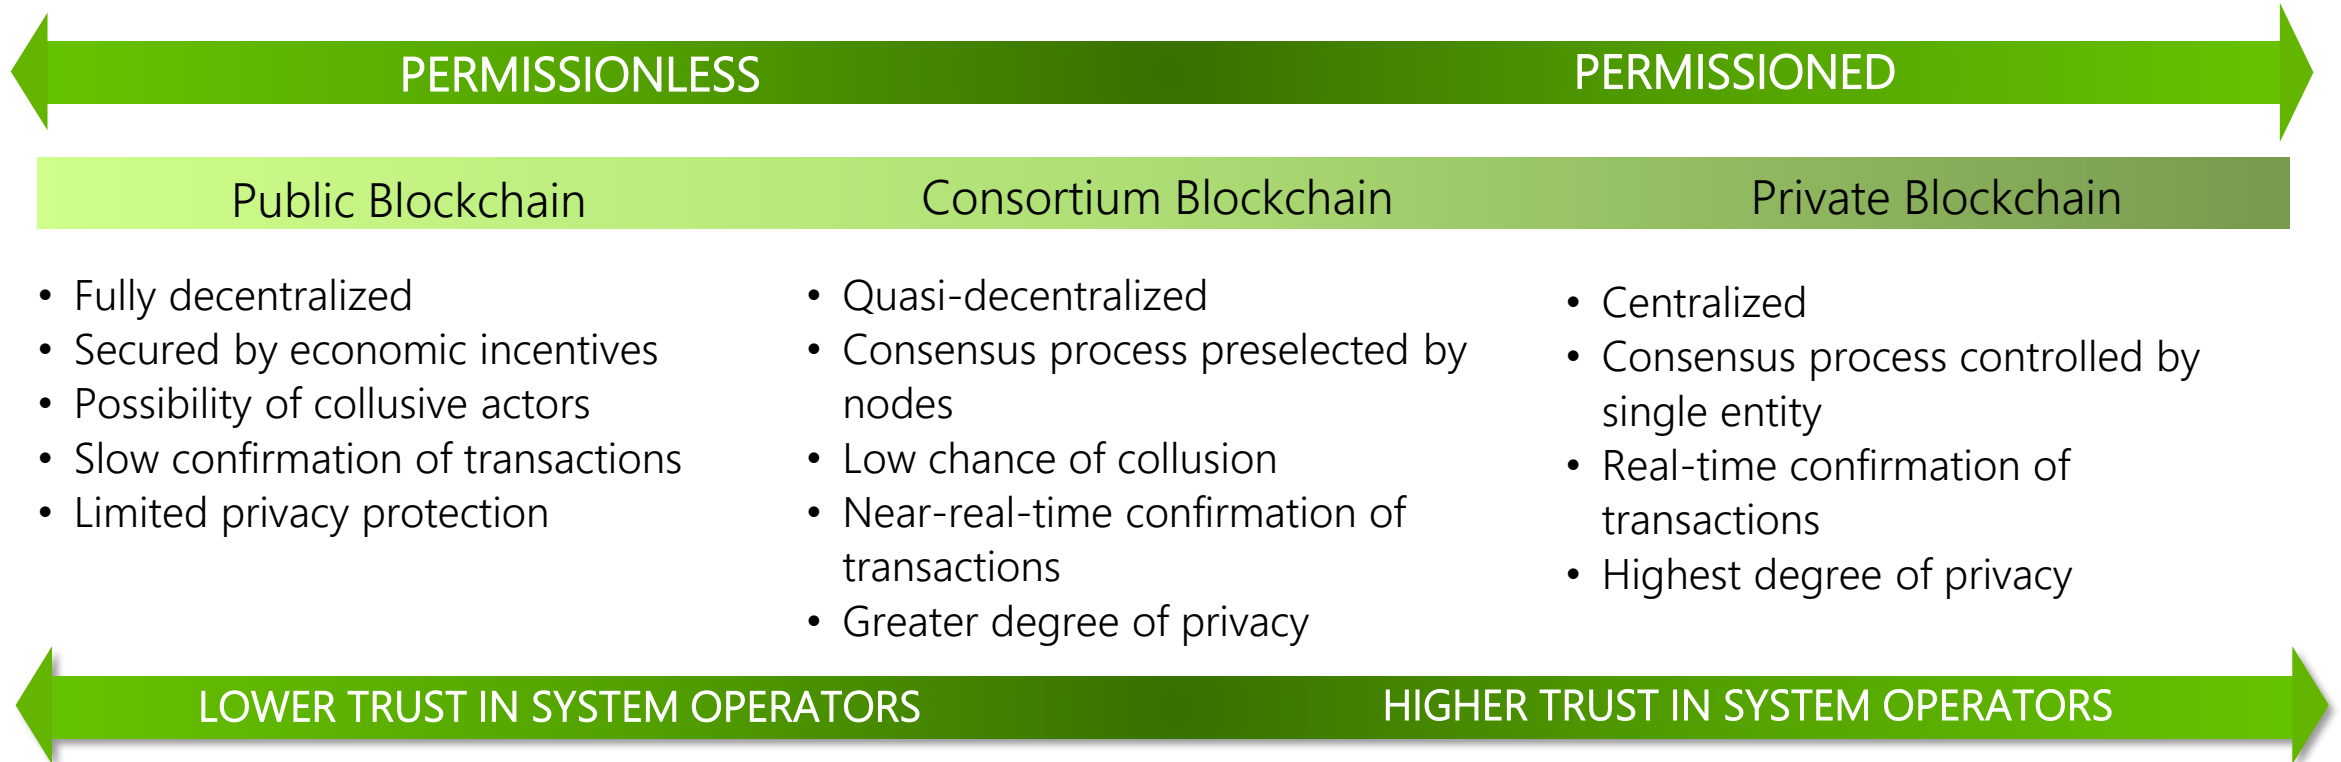 PERMISSIONLESS
PERMISSIONED
Public Blockchain
Consortium Blockchain
Private Blockchain
• Fully decentralized
• Secured by economic incentives
• Possibility of collusive actors
• Slow confirmation of transactions
• Limited privacy protection
• Quasi-decentralized
• Consensus process preselected by
nodes
• Low chance of collusion
• Near-real-time confirmation of
transactions
• Greater degree of privacy
• Centralized
• Consensus process controlled by
single entity
• Real-time confirmation of
transactions
• Highest degree of privacy
LOWER TRUST IN SYSTEM OPERATORS
HIGHER TRUST IN SYSTEM OPERATORS